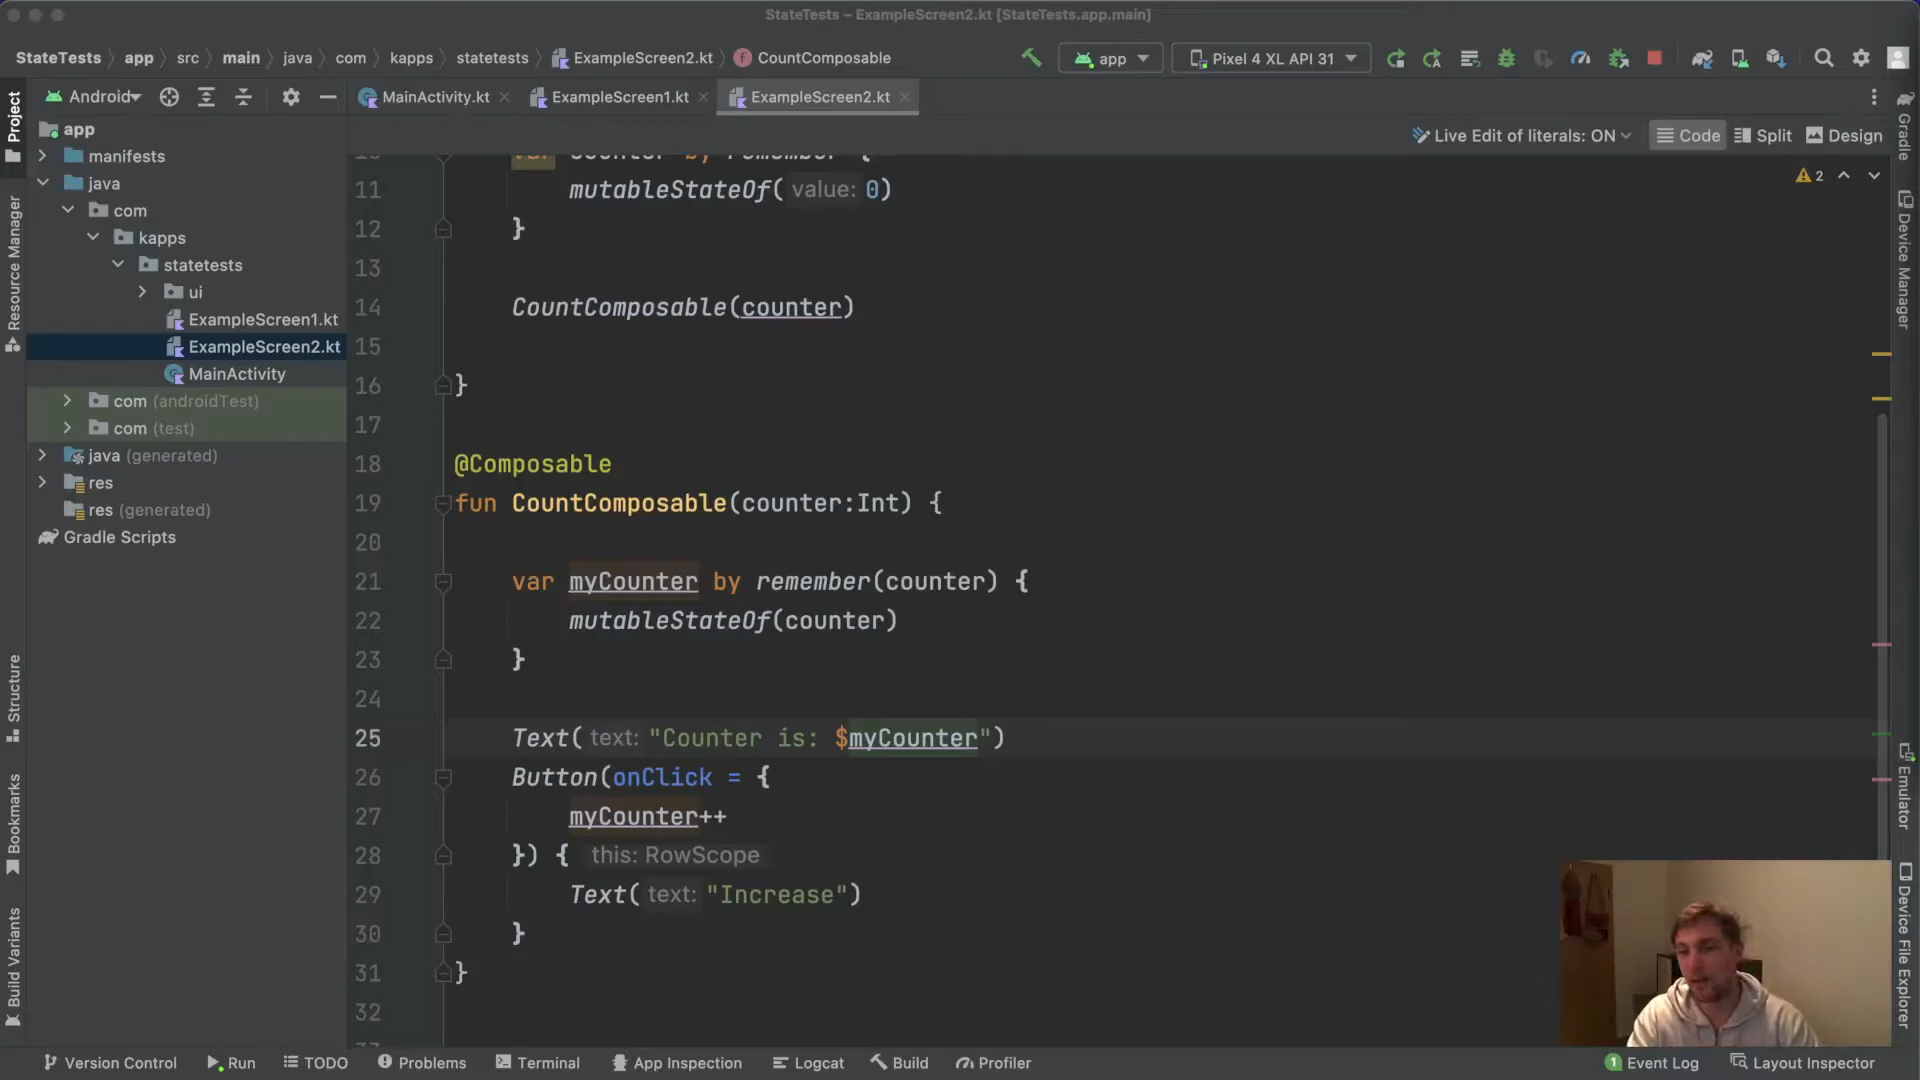 StateTests – ExampleScreen2.kt [StateTests.app.main]
StateTests app src main java com kapps statetests ExampleScreen2.kt CountComposable
app Pixel 4 XL API 31
Android MainActivity.kt ExampleScreen1.kt ExampleScreen2.kt
Live Edit of literals: ON Code Split Design
2
Project
Resource Manager
Structure
Bookmarks
Build Variants
app
manifests
java
com
kapps
statetests
ui
ExampleScreen1.kt
ExampleScreen2.kt
MainActivity
com (androidTest)
com (test)
java (generated)
res
res (generated)
Gradle Scripts
11 mutableStateOf( value: 0)
12 }
13
14 CountComposable(counter)
15
16 }
17
18 @Composable
19 fun CountComposable(counter:Int) {
20
21 var myCounter by remember(counter) {
22 mutableStateOf(counter)
23 }
24
25 Text( text: "Counter is: $myCounter")
26 Button(onClick = {
27 myCounter++
28 }) { this: RowScope
29 Text( text: "Increase")
30 }
31 }
32
Gradle
Device Manager
Emulator
Device File Explorer
Version Control Run TODO Problems Terminal App Inspection Logcat Build Profiler 1 Event Log Layout Inspector